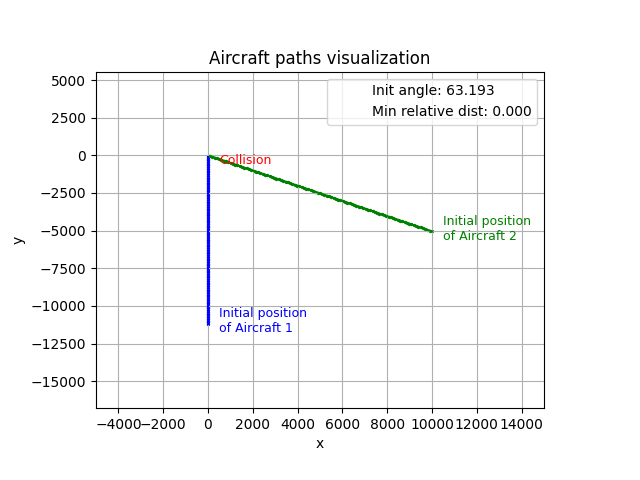 Aircraft paths visualization
Init angle: 63.193
Min relative dist: 0.000
5000
2500
0
−2500
−5000
−7500
−10000
−12500
−15000
y
Collision
Initial position
of Aircraft 2
Initial position
of Aircraft 1
−4000
−2000
0
2000
4000
6000
8000
10000
12000
14000
x